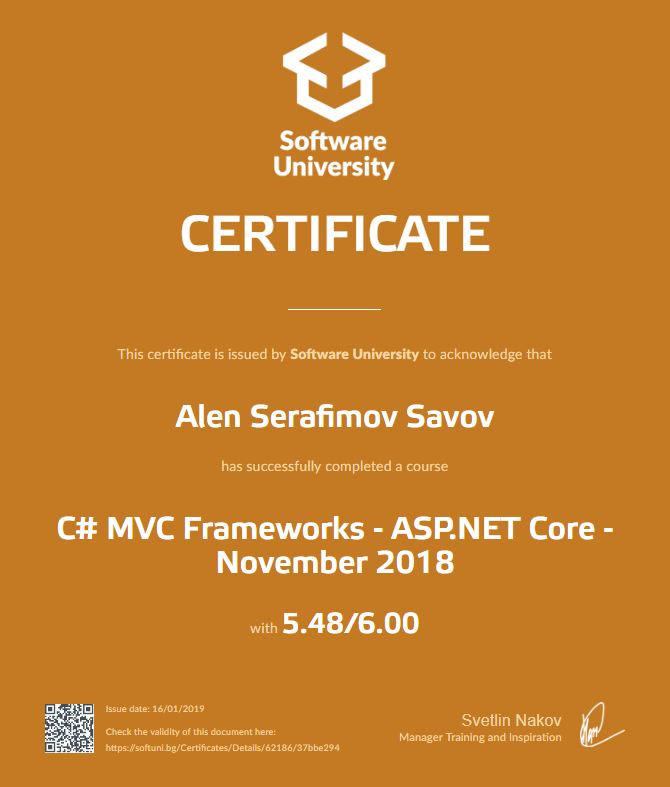 Software
University
CERTIFICATE
This certificate is issued by Software University to acknowledge that
Alen Serafimov Savov
has successfully completed a course
C# MVC Frameworks - ASP.NET Core -
November 2018
with 5.48/6.00
Issue date: 16/01/2019
Check the validity of this document here:
https://softuni.bg/Certificates/Details/62186/37bbe294
Svetlin Nakov
Manager Training and Inspiration